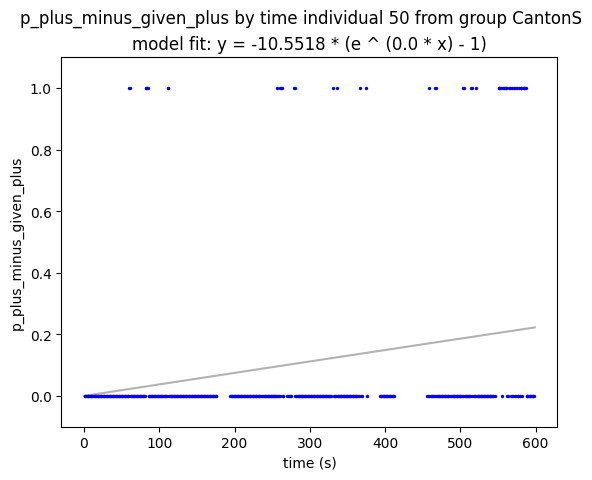 p_plus_minus_given_plus by time individual 50 from group CantonS
model fit: y = -10.5518 * (e ^ (0.0 * x) - 1)
1.0
0.8
0.6
0.4
0.2
0.0
p_plus_minus_given_plus
0 100 200 300 400 500 600
time (s)